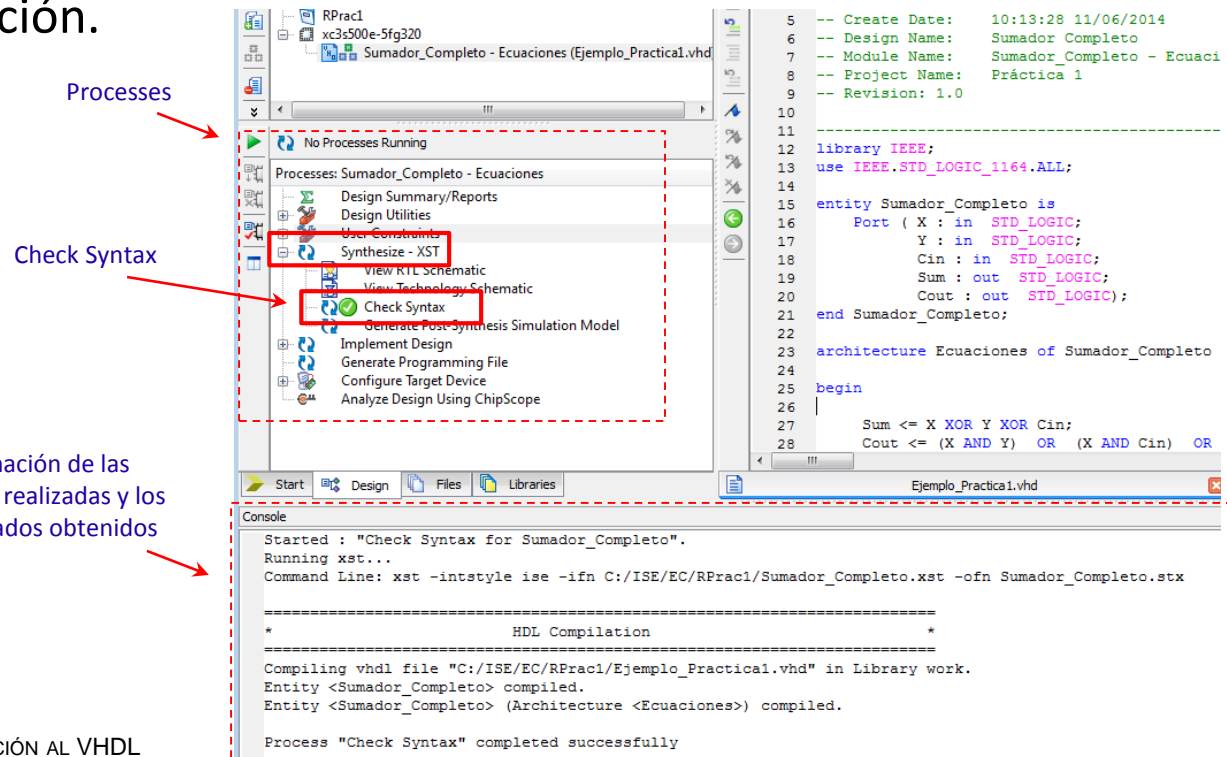 ción.
Processes
Check Syntax
mación de las
realizadas y los
ados obtenidos
CIÓN AL VHDL
RPrac1
xc3s500e-5fg320
Sumador_Completo - Ecuaciones (Ejemplo_Practica1.vhd
No Processes Running
Processes: Sumador_Completo - Ecuaciones
Design Summary/Reports
Design Utilities
User Constraints
Synthesize - XST
View RTL Schematic
View Technology Schematic
Check Syntax
Generate Post-Synthesis Simulation Model
Implement Design
Generate Programming File
Configure Target Device
Analyze Design Using ChipScope
Start Design Files Libraries
5 -- Create Date: 10:13:28 11/06/2014
6 -- Design Name: Sumador Completo
7 -- Module Name: Sumador_Completo - Ecuaci
8 -- Project Name: Práctica 1
9 -- Revision: 1.0
10
11 ----------------------------------------
12 library IEEE;
13 use IEEE.STD_LOGIC_1164.ALL;
14
15 entity Sumador_Completo is
16 Port ( X : in STD_LOGIC;
17 Y : in STD_LOGIC;
18 Cin : in STD_LOGIC;
19 Sum : out STD_LOGIC;
20 Cout : out STD_LOGIC);
21 end Sumador_Completo;
22
23 architecture Ecuaciones of Sumador_Completo
24
25 begin
26
27 Sum <= X XOR Y XOR Cin;
28 Cout <= (X AND Y) OR (X AND Cin) OR
Ejemplo_Practica1.vhd
Console
Started : "Check Syntax for Sumador_Completo".
Running xst...
Command Line: xst -intstyle ise -ifn C:/ISE/EC/RPrac1/Sumador_Completo.xst -ofn Sumador_Completo.stx
=========================================================================
* HDL Compilation *
=========================================================================
Compiling vhdl file "C:/ISE/EC/RPrac1/Ejemplo_Practica1.vhd" in Library work.
Entity <Sumador_Completo> compiled.
Entity <Sumador_Completo> (Architecture <Ecuaciones>) compiled.
Process "Check Syntax" completed successfully